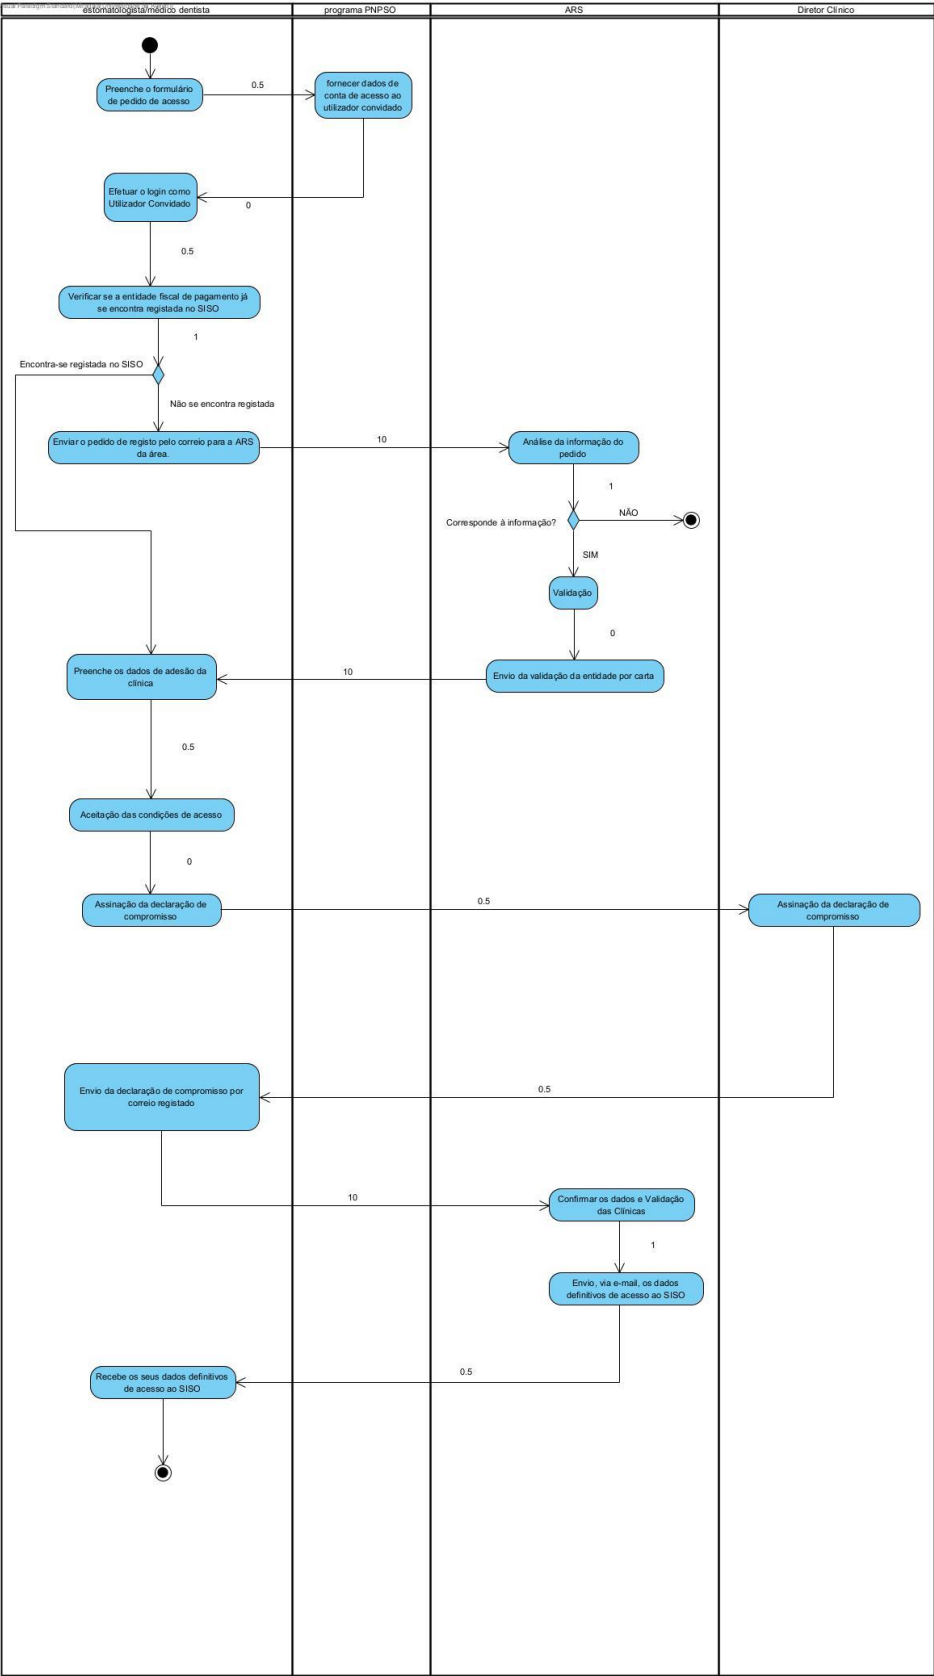 estomatologista/médico dentista
programa PNPSO
ARS
Diretor Clínico
Preenche o formulário
de pedido de acesso
0.5
fornecer dados de
conta de acesso ao
utilizador convidado
Efetuar o login como
Utilizador Convidado
0
0.5
Verificar se a entidade fiscal de pagamento já
se encontra registada no SISO
1
Encontra-se registada no SISO
Não se encontra registada
Enviar o pedido de registo pelo correio para a ARS
da área.
10
Análise da informação do
pedido
1
Corresponde à informação?
NÃO
SIM
Validação
0
Preenche os dados de adesão da
clínica
10
Envio da validação da entidade por carta
0.5
Aceitação das condições de acesso
0
Assinação da declaração de
compromisso
0.5
Assinação da declaração de
compromisso
Envio da declaração de compromisso por
correio registado
0.5
10
Confirmar os dados e Validação
das Clínicas
1
Envio, via e-mail, os dados
definitivos de acesso ao SISO
0.5
Recebe os seus dados definitivos
de acesso ao SISO